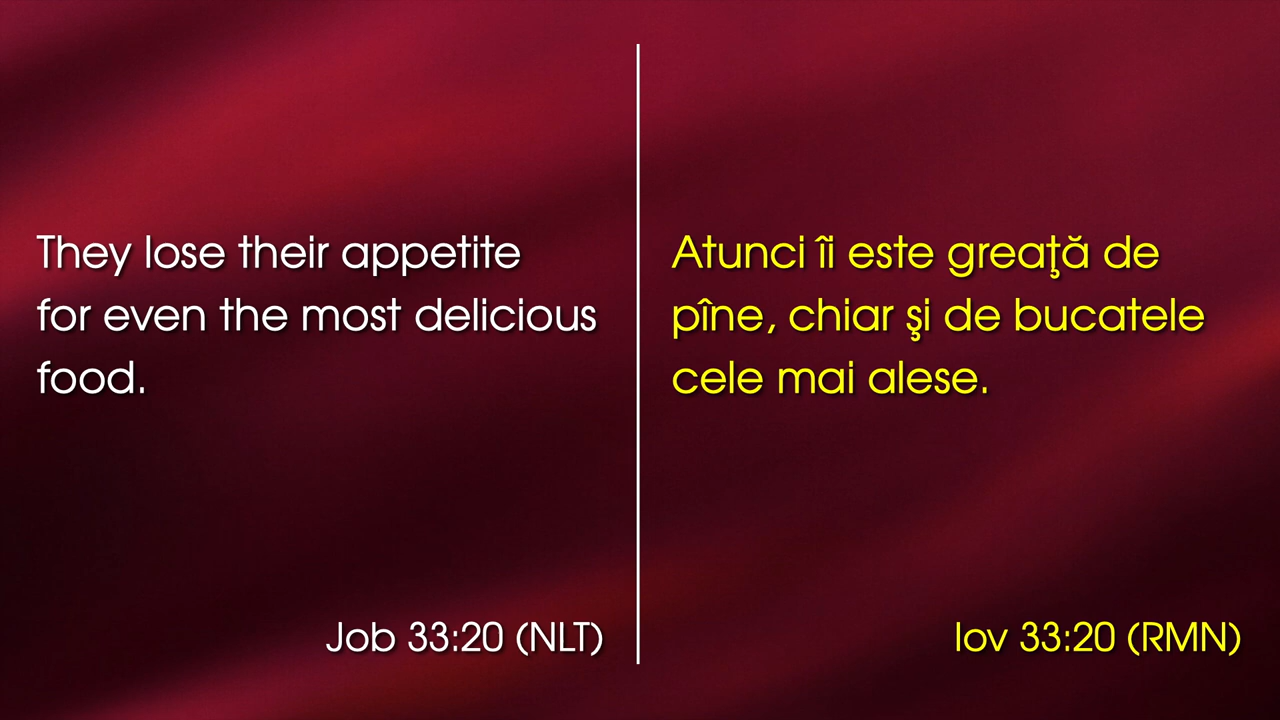 They lose their appetite
for even the most delicious
food.
Job 33:20 (NLT)
Atunci îi este greaţă de
pîne, chiar şi de bucatele
cele mai alese.
Iov 33:20 (RMN)